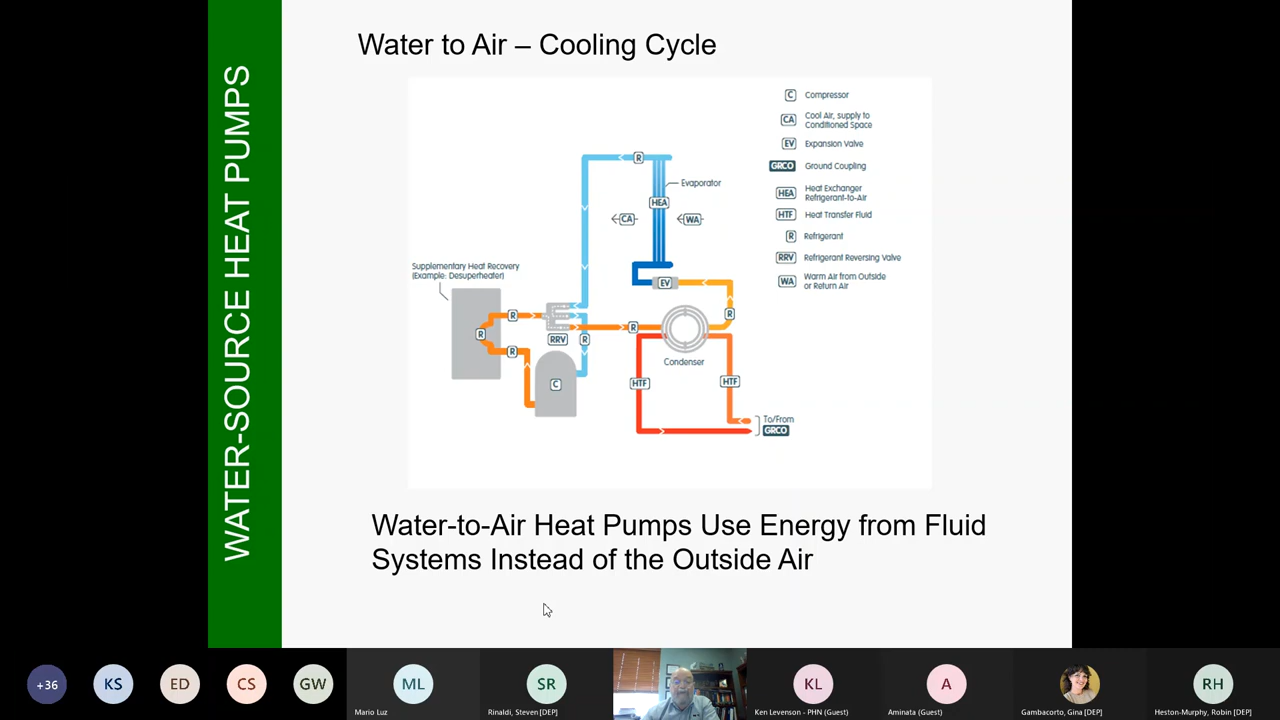 WATER-SOURCE HEAT PUMPS
Water to Air – Cooling Cycle
C Compressor
CA Cool Air, supply to
Conditioned Space
EV Expansion Valve
GRCO Ground Coupling
HEA Heat Exchanger
Refrigerant-to-Air
HTF Heat Transfer Fluid
R Refrigerant
RRV Refrigerant Reversing Valve
WA Warm Air from Outside
or Return Air
R
Evaporator
HEA
CA
WA
Supplementary Heat Recovery
(Example: Desuperheater)
EV
R
R
R
R
RRV
R
R
Condenser
C
HTF
HTF
To/From
GRCO
Water-to-Air Heat Pumps Use Energy from Fluid
Systems Instead of the Outside Air
+36
KS
ED
CS
GW
ML
Mario Luz
SR
Rinaldi, Steven [DEP]
KL
Ken Levenson - PHN (Guest)
A
Aminata (Guest)
Gambacorto, Gina [DEP]
RH
Heston-Murphy, Robin [DEP]